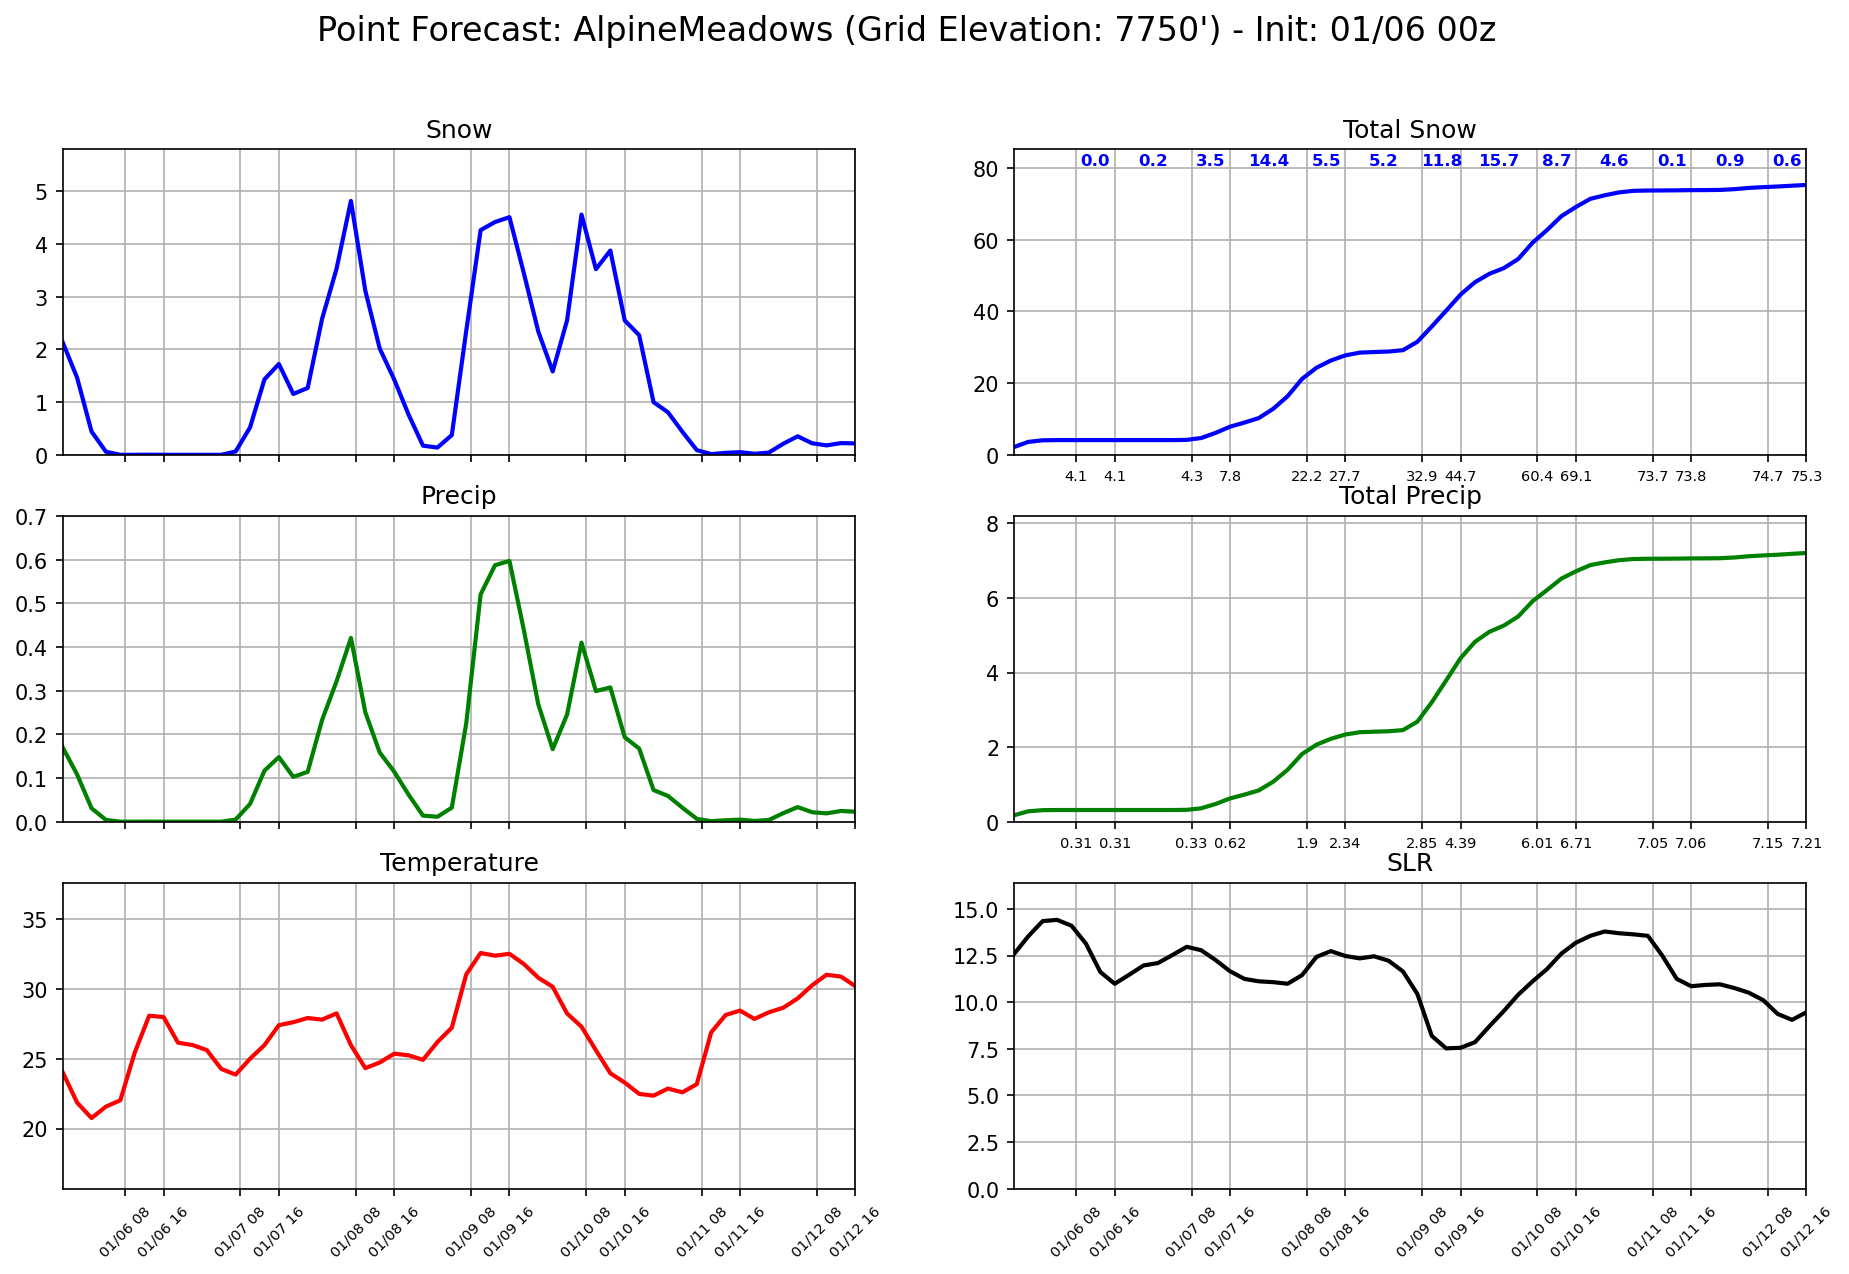 Point Forecast: AlpineMeadows (Grid Elevation: 7750') - Init: 01/06 00z
Snow
5
4
3
2
1
0
Total Snow
0.0 0.2 3.5 14.4 5.5 5.2 11.8 15.7 8.7 4.6 0.1 0.9 0.6
80
60
40
20
0
4.1 4.1 4.3 7.8 22.2 27.7 32.9 44.7 60.4 69.1 73.7 73.8 74.7 75.3
Precip
0.7
0.6
0.5
0.4
0.3
0.2
0.1
0.0
Total Precip
8
6
4
2
0
0.31 0.31 0.33 0.62 1.9 2.34 2.85 4.39 6.01 6.71 7.05 7.06 7.15 7.21
Temperature
35
30
25
20
01/06 08 01/06 16 01/07 08 01/07 16 01/08 08 01/08 16 01/09 08 01/09 16 01/10 08 01/10 16 01/11 08 01/11 16 01/12 08 01/12 16
SLR
15.0
12.5
10.0
7.5
5.0
2.5
0.0
01/06 08 01/06 16 01/07 08 01/07 16 01/08 08 01/08 16 01/09 08 01/09 16 01/10 08 01/10 16 01/11 08 01/11 16 01/12 08 01/12 16